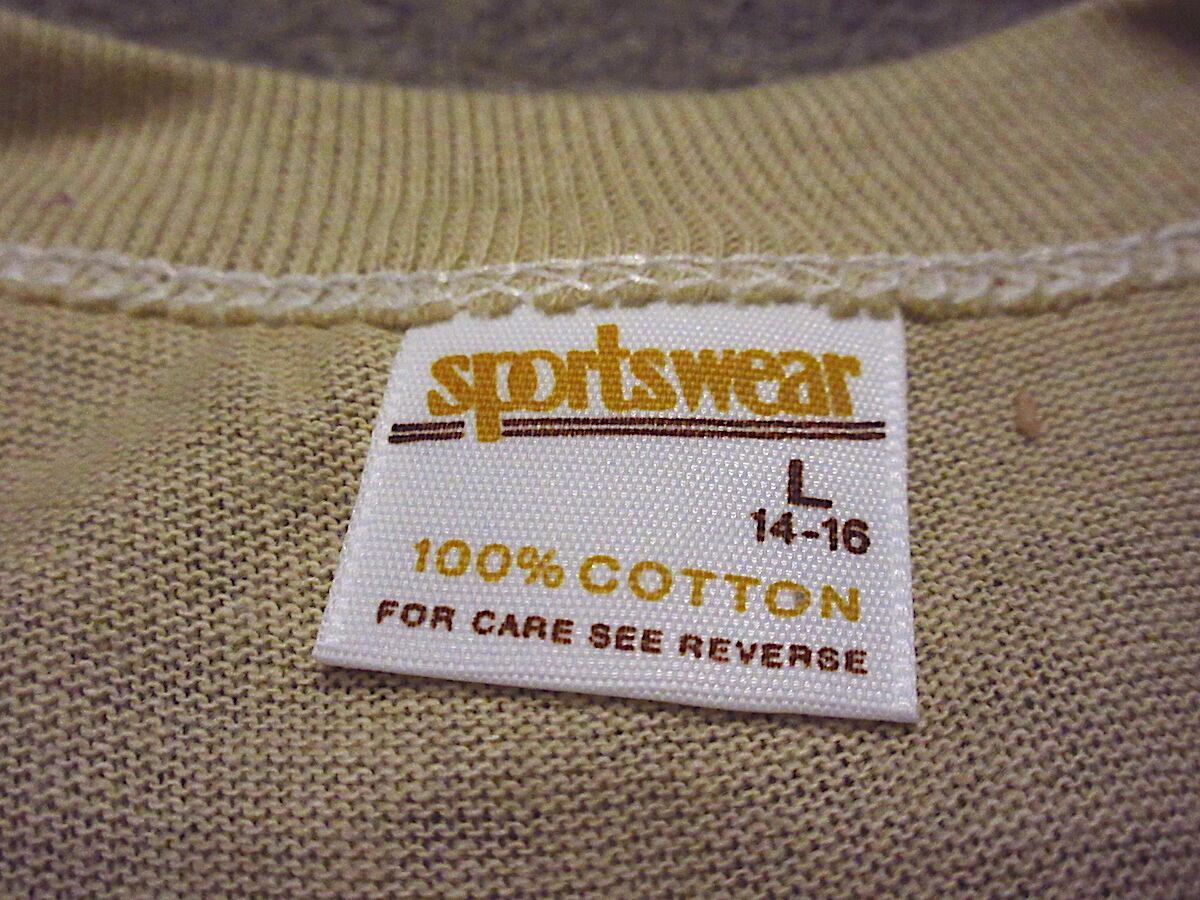 sportswear
L
14-16
100% COTTON
FOR CARE SEE REVERSE